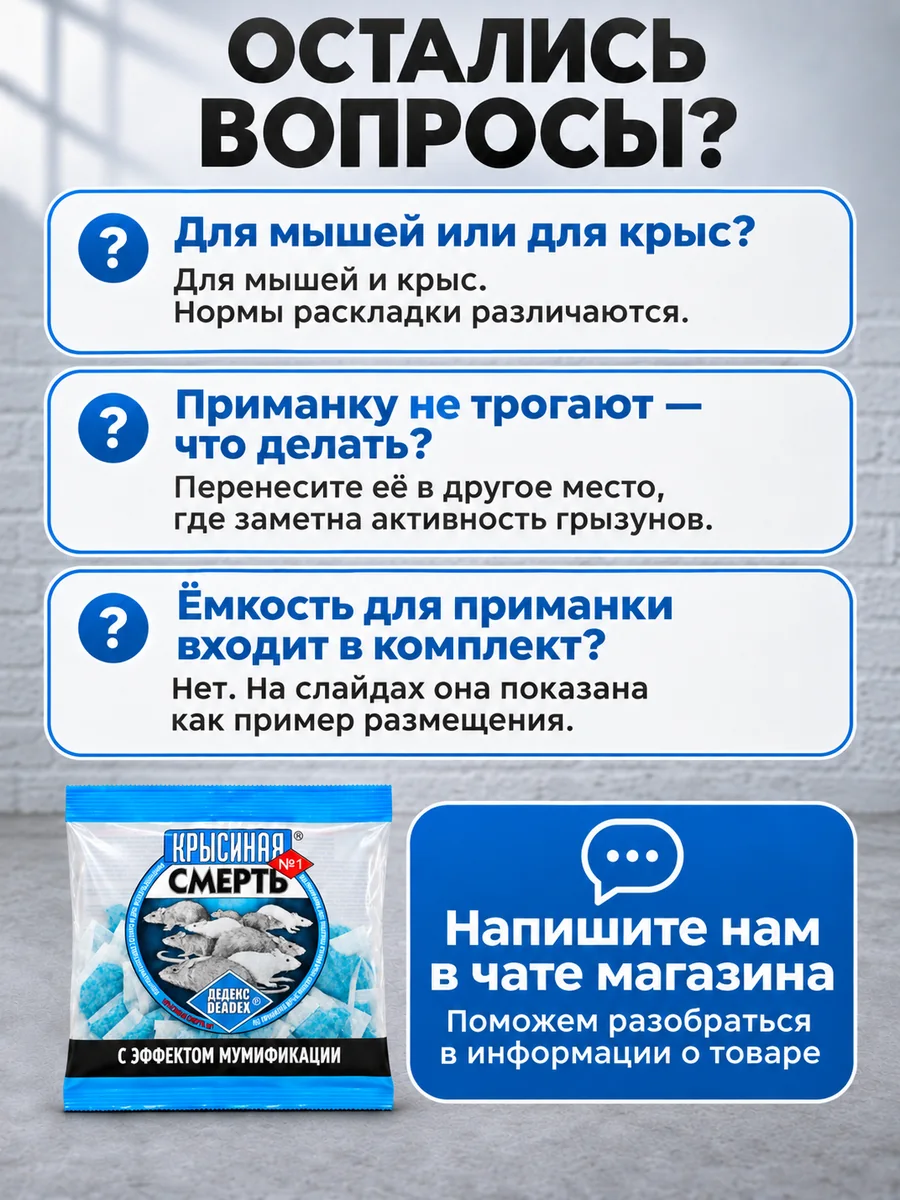 ОСТАЛИСЬ
ВОПРОСЫ?
?
Для мышей или для крыс?
Для мышей и крыс.
Нормы раскладки различаются.
?
Приманку не трогают —
что делать?
Перенесите её в другое место,
где заметна активность грызунов.
?
Ёмкость для приманки
входит в комплект?
Нет. На слайдах она показана
как пример размещения.
КРЫСИНАЯ®
№1
СМЕРТЬ
ДЕДЕКС
DEADEX®
С ЭФФЕКТОМ МУМИФИКАЦИИ
Напишите нам
в чате магазина
Поможем разобраться
в информации о товаре